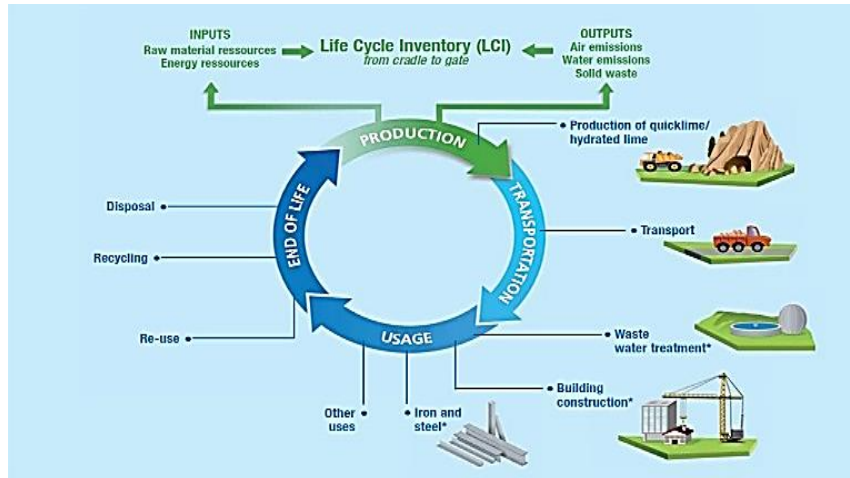 INPUTS
Raw material ressources
Energy ressources
Life Cycle Inventory (LCI)
from cradle to gate
OUTPUTS
Air emissions
Water emissions
Solid waste
PRODUCTION
• Production of quicklime/
hydrated lime
TRANSPORTATION
• Transport
USAGE
• Waste
water treatment*
• Building
construction*
• Iron and
steel*
Other •
uses
END OF LIFE
Re-use •
Recycling •
Disposal •